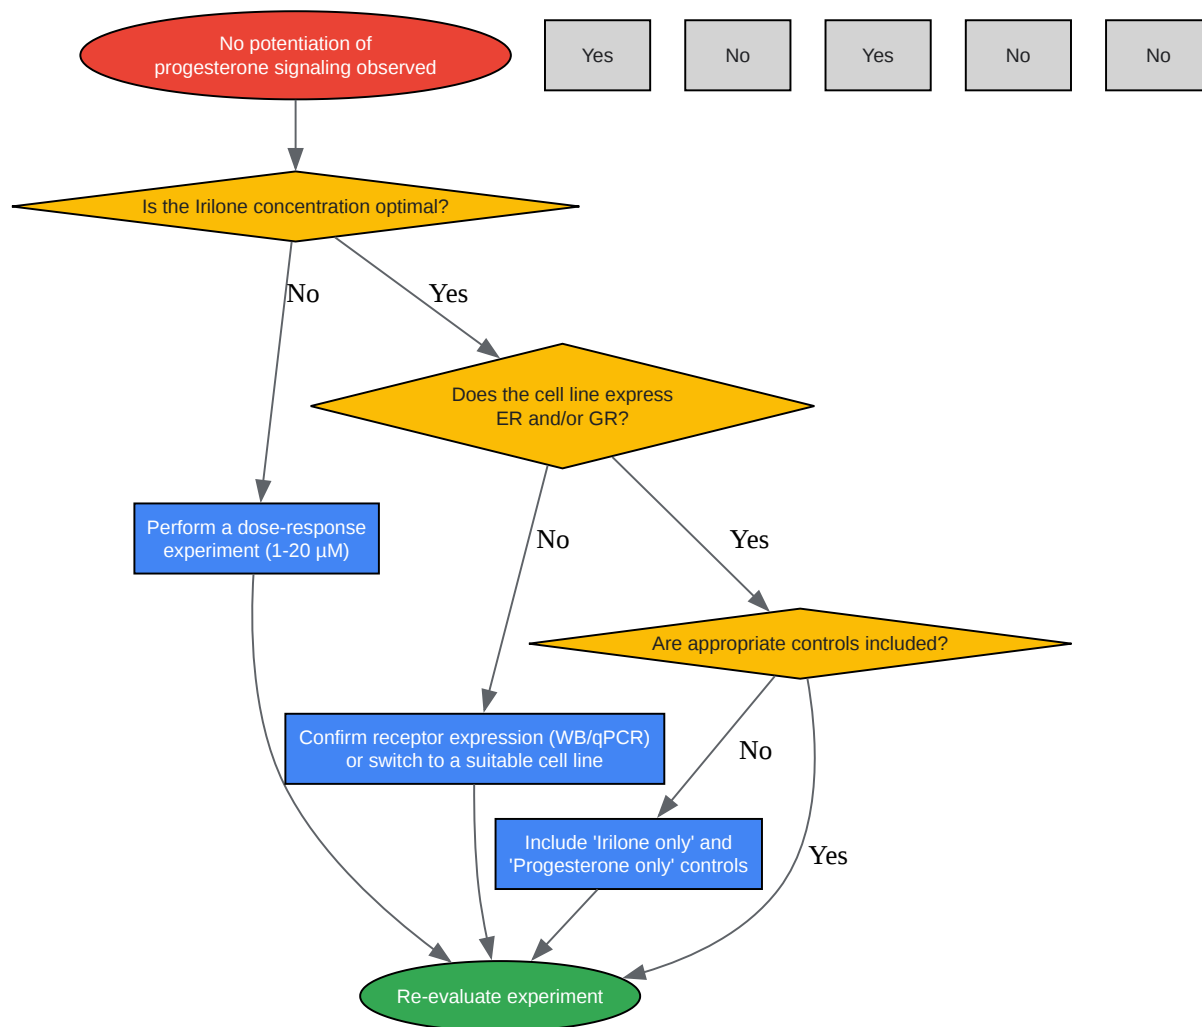 No potentiation of
progesterone signaling observed
Yes
No
Yes
No
No
Is the Irilone concentration optimal?
No
Yes
Does the cell line express
ER and/or GR?
Perform a dose-response
experiment (1-20 µM)
No
Yes
Are appropriate controls included?
Confirm receptor expression (WB/qPCR)
or switch to a suitable cell line
No
Include 'Irilone only' and
'Progesterone only' controls
Yes
Re-evaluate experiment